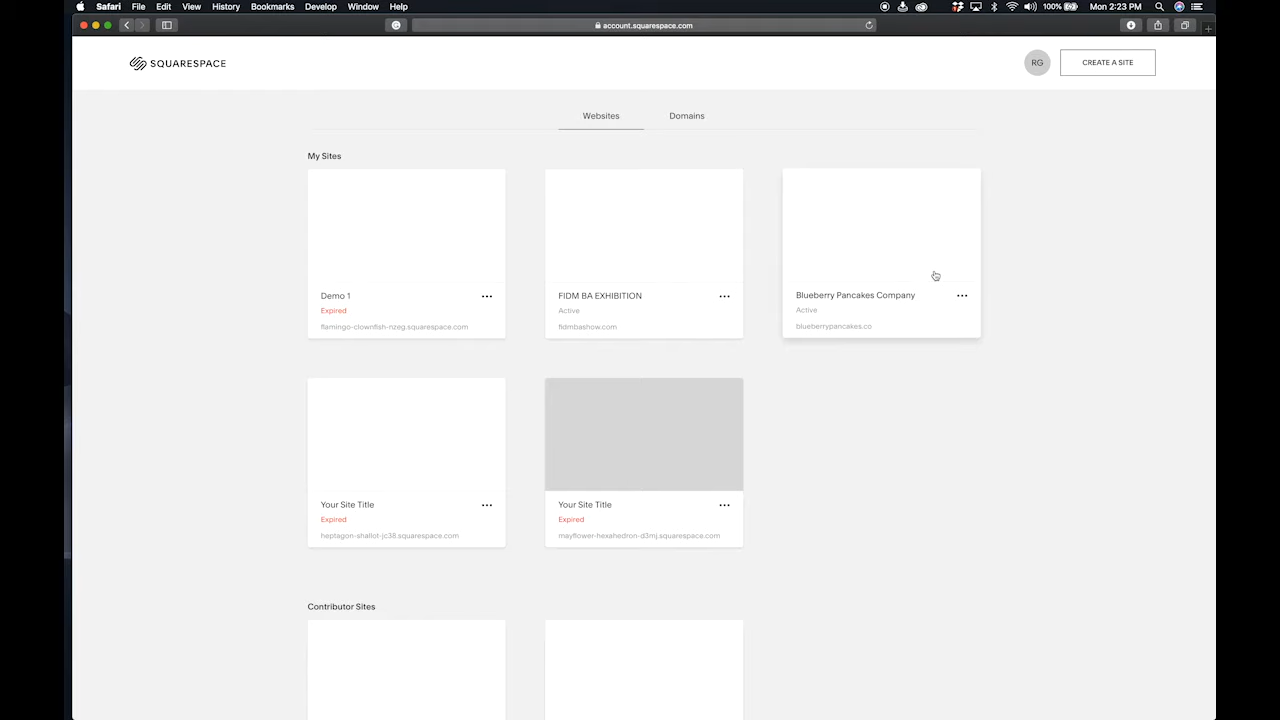 Safari File Edit View History Bookmarks Develop Window Help 100% Mon 2:23 PM
account.squarespace.com
SQUARESPACE RG CREATE A SITE
Websites Domains
My Sites
Demo 1
Expired
flamingo-clownfish-nzeg.squarespace.com
FIDM BA EXHIBITION
Active
fidmbashow.com
Blueberry Pancakes Company
Active
blueberrypancakes.co
Your Site Title
Expired
heptagon-shallot-jc38.squarespace.com
Your Site Title
Expired
mayflower-hexahedron-d3mj.squarespace.com
Contributor Sites